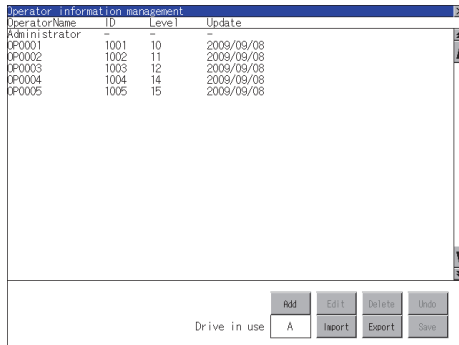 Operator information management
OperatorName ID Level Update
Administrator - - -
OP0001 1001 10 2009/09/08
OP0002 1002 11 2009/09/08
OP0003 1003 12 2009/09/08
OP0004 1004 14 2009/09/08
OP0005 1005 15 2009/09/08
Add Edit Delete Undo
Drive in use A Import Export Save